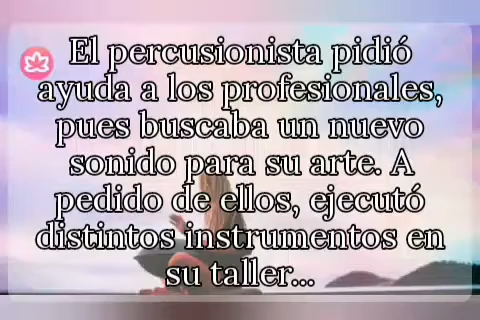 El percusionista pidió
ayuda a los profesionales,
pues buscaba un nuevo
sonido para su arte. A
pedido de ellos, ejecutó
distintos instrumentos en
su taller...